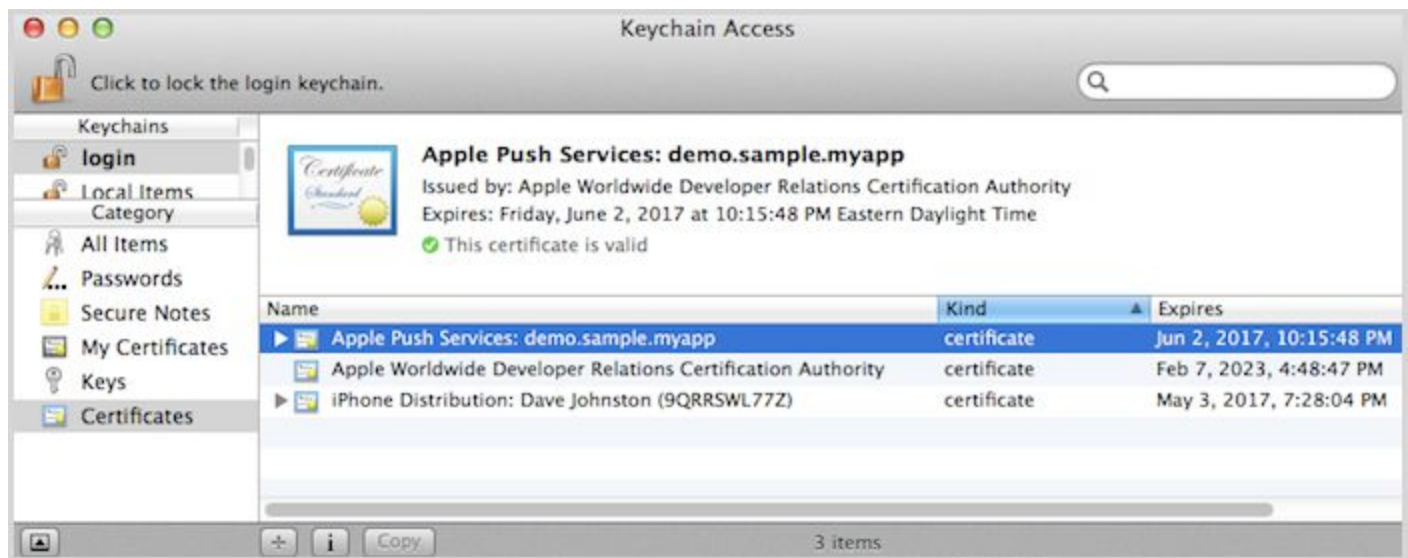 Keychain Access
Click to lock the login keychain.
Keychains
login
Local Items
Category
All Items
Passwords
Secure Notes
My Certificates
Keys
Certificates
Certificate
Standard
Apple Push Services: demo.sample.myapp
Issued by: Apple Worldwide Developer Relations Certification Authority
Expires: Friday, June 2, 2017 at 10:15:48 PM Eastern Daylight Time
This certificate is valid
Name Kind Expires
Apple Push Services: demo.sample.myapp certificate Jun 2, 2017, 10:15:48 PM
Apple Worldwide Developer Relations Certification Authority certificate Feb 7, 2023, 4:48:47 PM
iPhone Distribution: Dave Johnston (9QRRSWL77Z) certificate May 3, 2017, 7:28:04 PM
+ i Copy 3 items